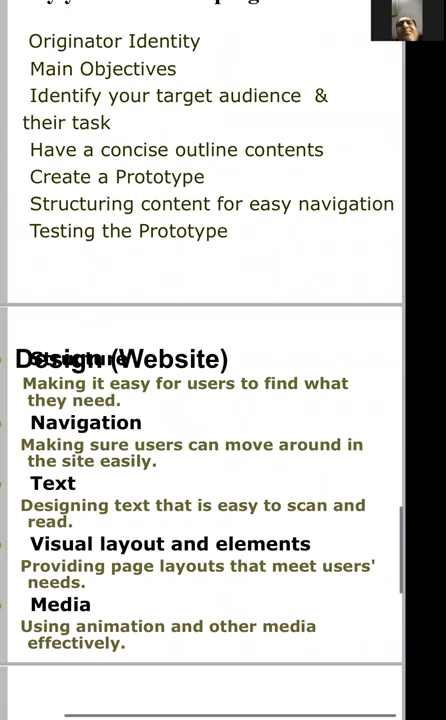 Originator Identity
Main Objectives
Identify your target audience &
their task
Have a concise outline contents
Create a Prototype
Structuring content for easy navigation
Testing the Prototype
Design (Website)
Structure
Making it easy for users to find what
they need.
Navigation
Making sure users can move around in
the site easily.
Text
Designing text that is easy to scan and
read.
Visual layout and elements
Providing page layouts that meet users'
needs.
Media
Using animation and other media
effectively.